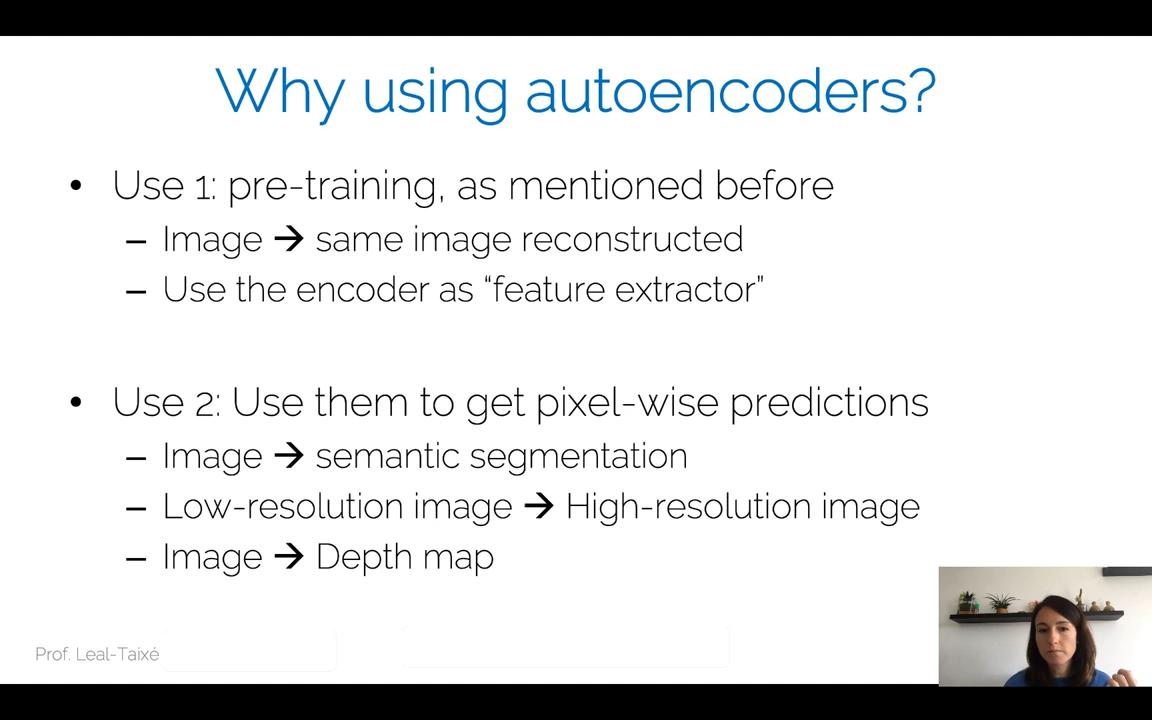 Why using autoencoders?
• Use 1: pre-training, as mentioned before
– Image → same image reconstructed
– Use the encoder as “feature extractor”
• Use 2: Use them to get pixel-wise predictions
– Image → semantic segmentation
– Low-resolution image → High-resolution image
– Image → Depth map
Prof. Leal-Taixé